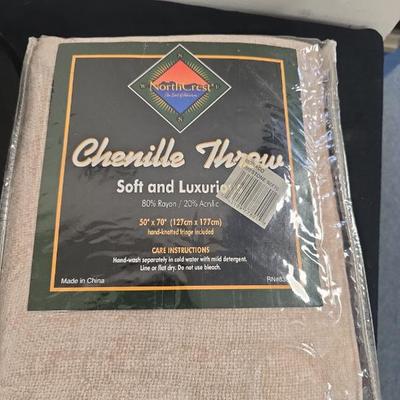 N
W E
NorthCrest®
S
Chenille Throw
Soft and Luxurio
80% Rayon / 20% Acrylic
50" x 70" (127cm x 177cm)
hand-knotted fringe included
CARE INSTRUCTIONS
Hand-wash separately in cold water with mild detergent.
Line or flat dry. Do not use bleach.
Made in China
RN#83